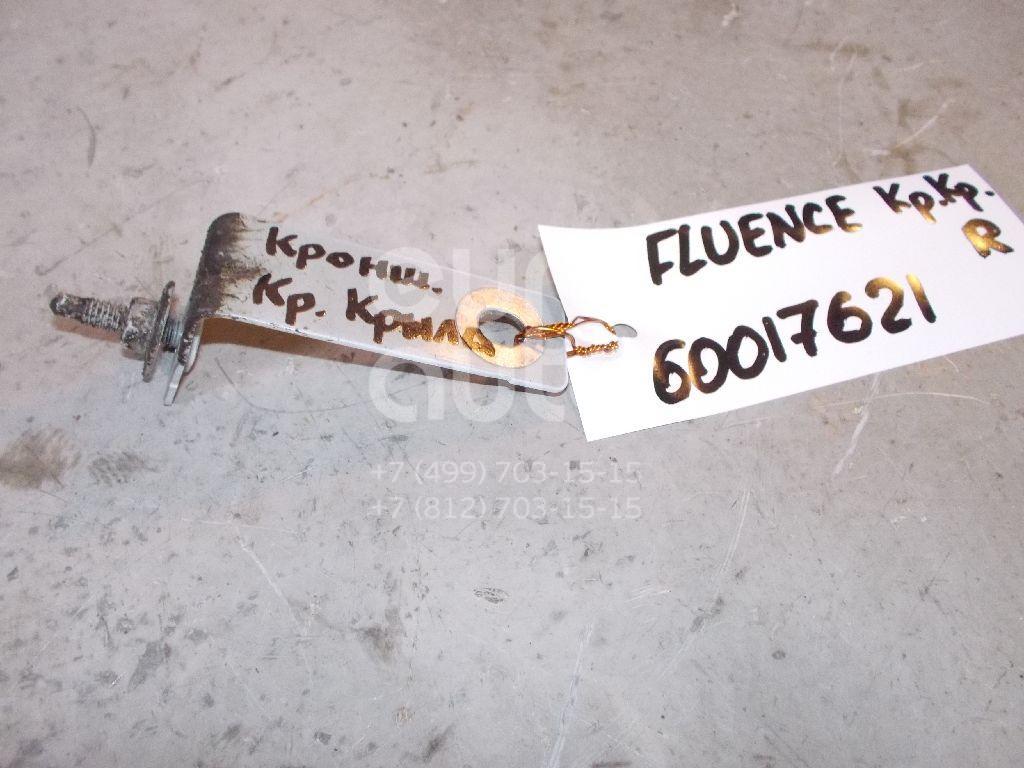 Кронш.
Кр. Крыла
FLUENCE Кр.Кр.
R
60017621
+7 (499) 703-15-15
+7 (812) 703-15-15